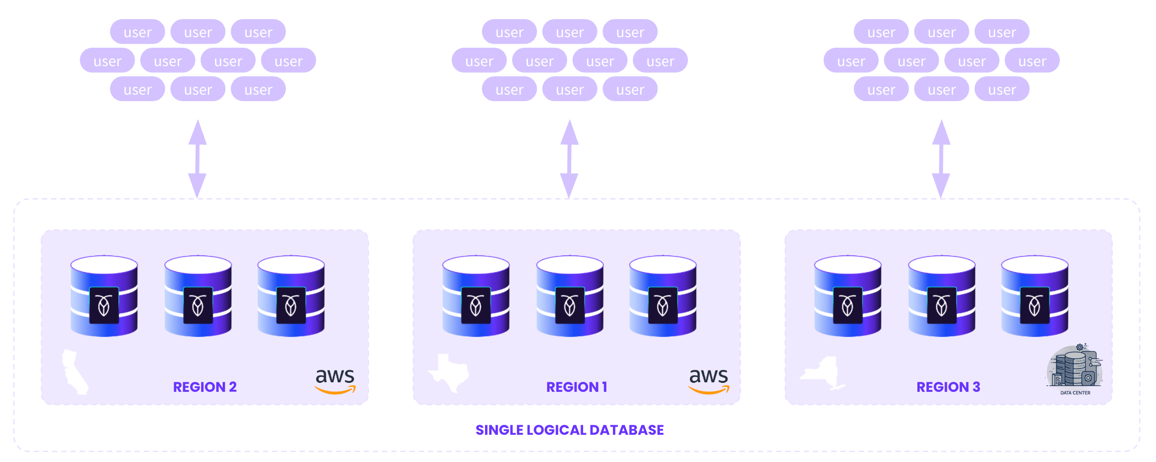 user user user
user user user user
user user user
user user user
user user user user
user user user
user user user
user user user user
user user user
REGION 2
aws
REGION 1
aws
REGION 3
DATA CENTER
SINGLE LOGICAL DATABASE